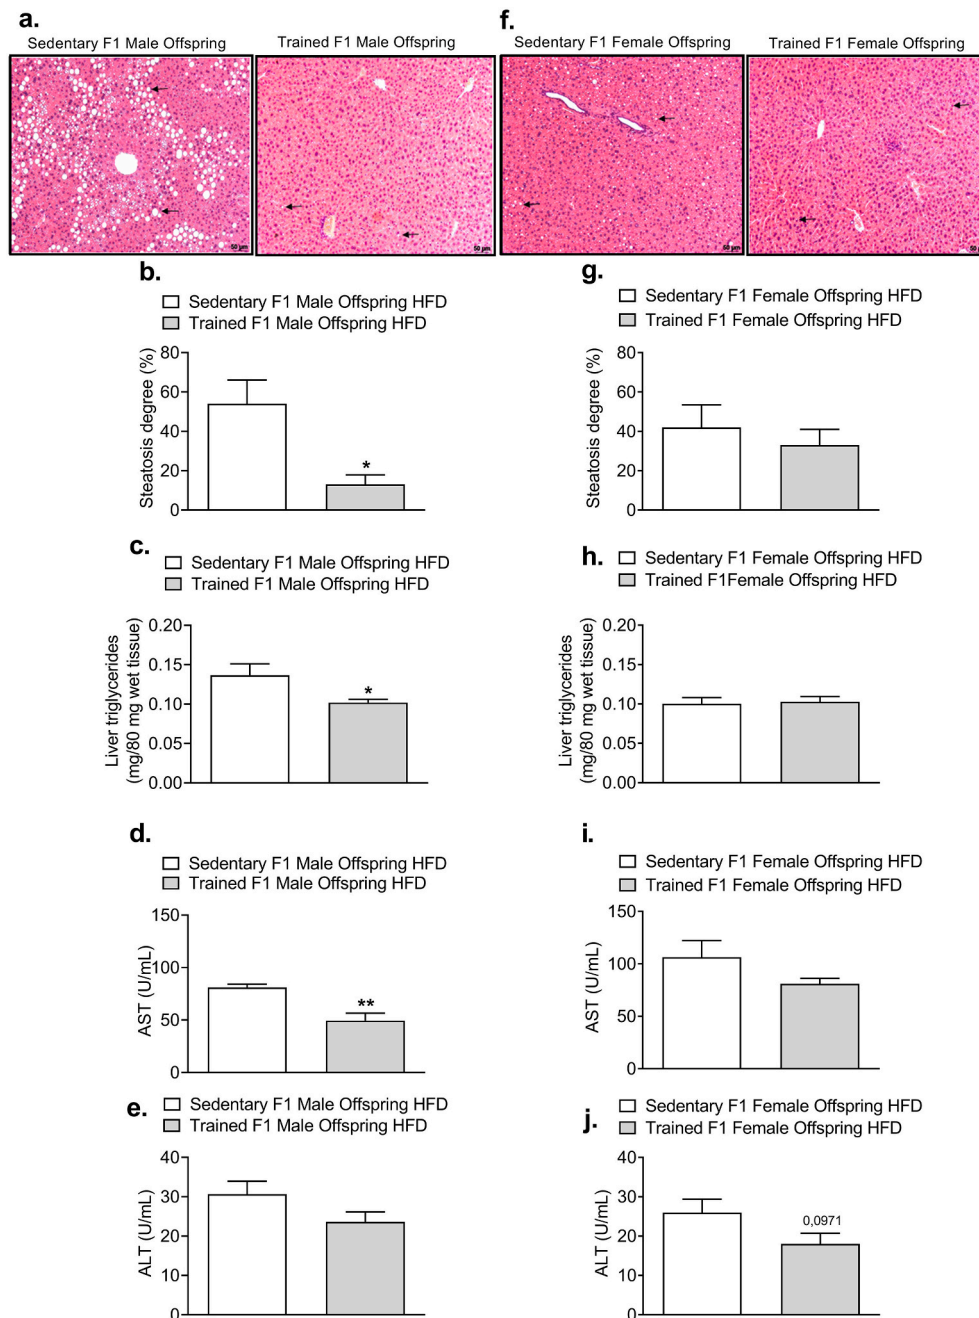 a.
Sedentary F1 Male Offspring
Trained F1 Male Offspring
50 µm
50 µm
f.
Sedentary F1 Female Offspring
Trained F1 Female Offspring
50 µm
50 µm
b.
Sedentary F1 Male Offspring HFD
Trained F1 Male Offspring HFD
Steatosis degree (%)
80
60
40
20
0
*
g.
Sedentary F1 Female Offspring HFD
Trained F1 Female Offspring HFD
Steatosis degree (%)
80
60
40
20
0
c.
Sedentary F1 Male Offspring HFD
Trained F1 Male Offspring HFD
Liver triglycerides
(mg/80 mg wet tissue)
0.20
0.15
0.10
0.05
0.00
*
h.
Sedentary F1 Female Offspring HFD
Trained F1Female Offspring HFD
Liver triglycerides
(mg/80 mg wet tissue)
0.20
0.15
0.10
0.05
0.00
d.
Sedentary F1 Male Offspring HFD
Trained F1 Male Offspring HFD
AST (U/mL)
150
100
50
0
**
i.
Sedentary F1 Female Offspring HFD
Trained F1 Female Offspring HFD
AST (U/mL)
150
100
50
0
e.
Sedentary F1 Male Offspring HFD
Trained F1 Male Offspring HFD
ALT (U/mL)
40
30
20
10
0
j.
Sedentary F1 Female Offspring HFD
Trained F1 Female Offspring HFD
ALT (U/mL)
40
30
20
10
0
0,0971